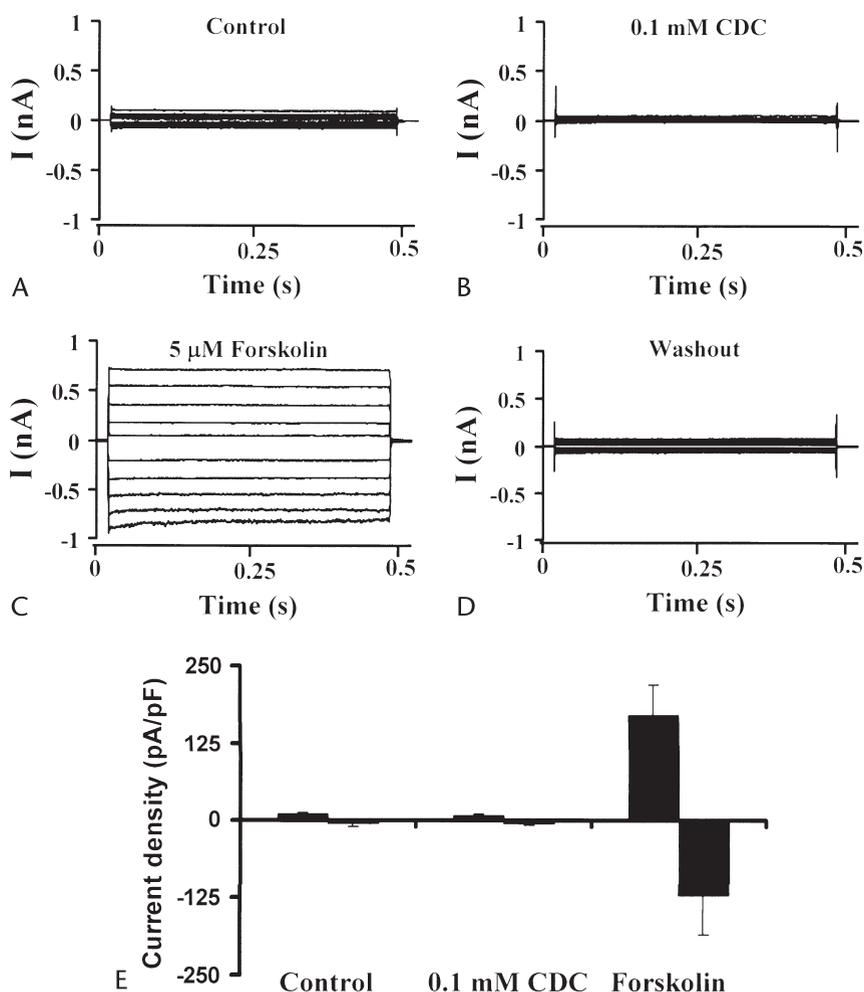 Control
I (nA)
1
0.5
0
-0.5
-1
0
0.25
0.5
Time (s)
A
0.1 mM CDC
I (nA)
1
0.5
0
-0.5
-1
0
0.25
0.5
Time (s)
B
5 μM Forskolin
I (nA)
1
0.5
0
-0.5
-1
0
0.25
0.5
Time (s)
C
Washout
I (nA)
1
0.5
0
-0.5
-1
0
0.25
0.5
Time (s)
D
Current density (pA/pF)
250
125
0
-125
-250
Control
0.1 mM CDC
Forskolin
E